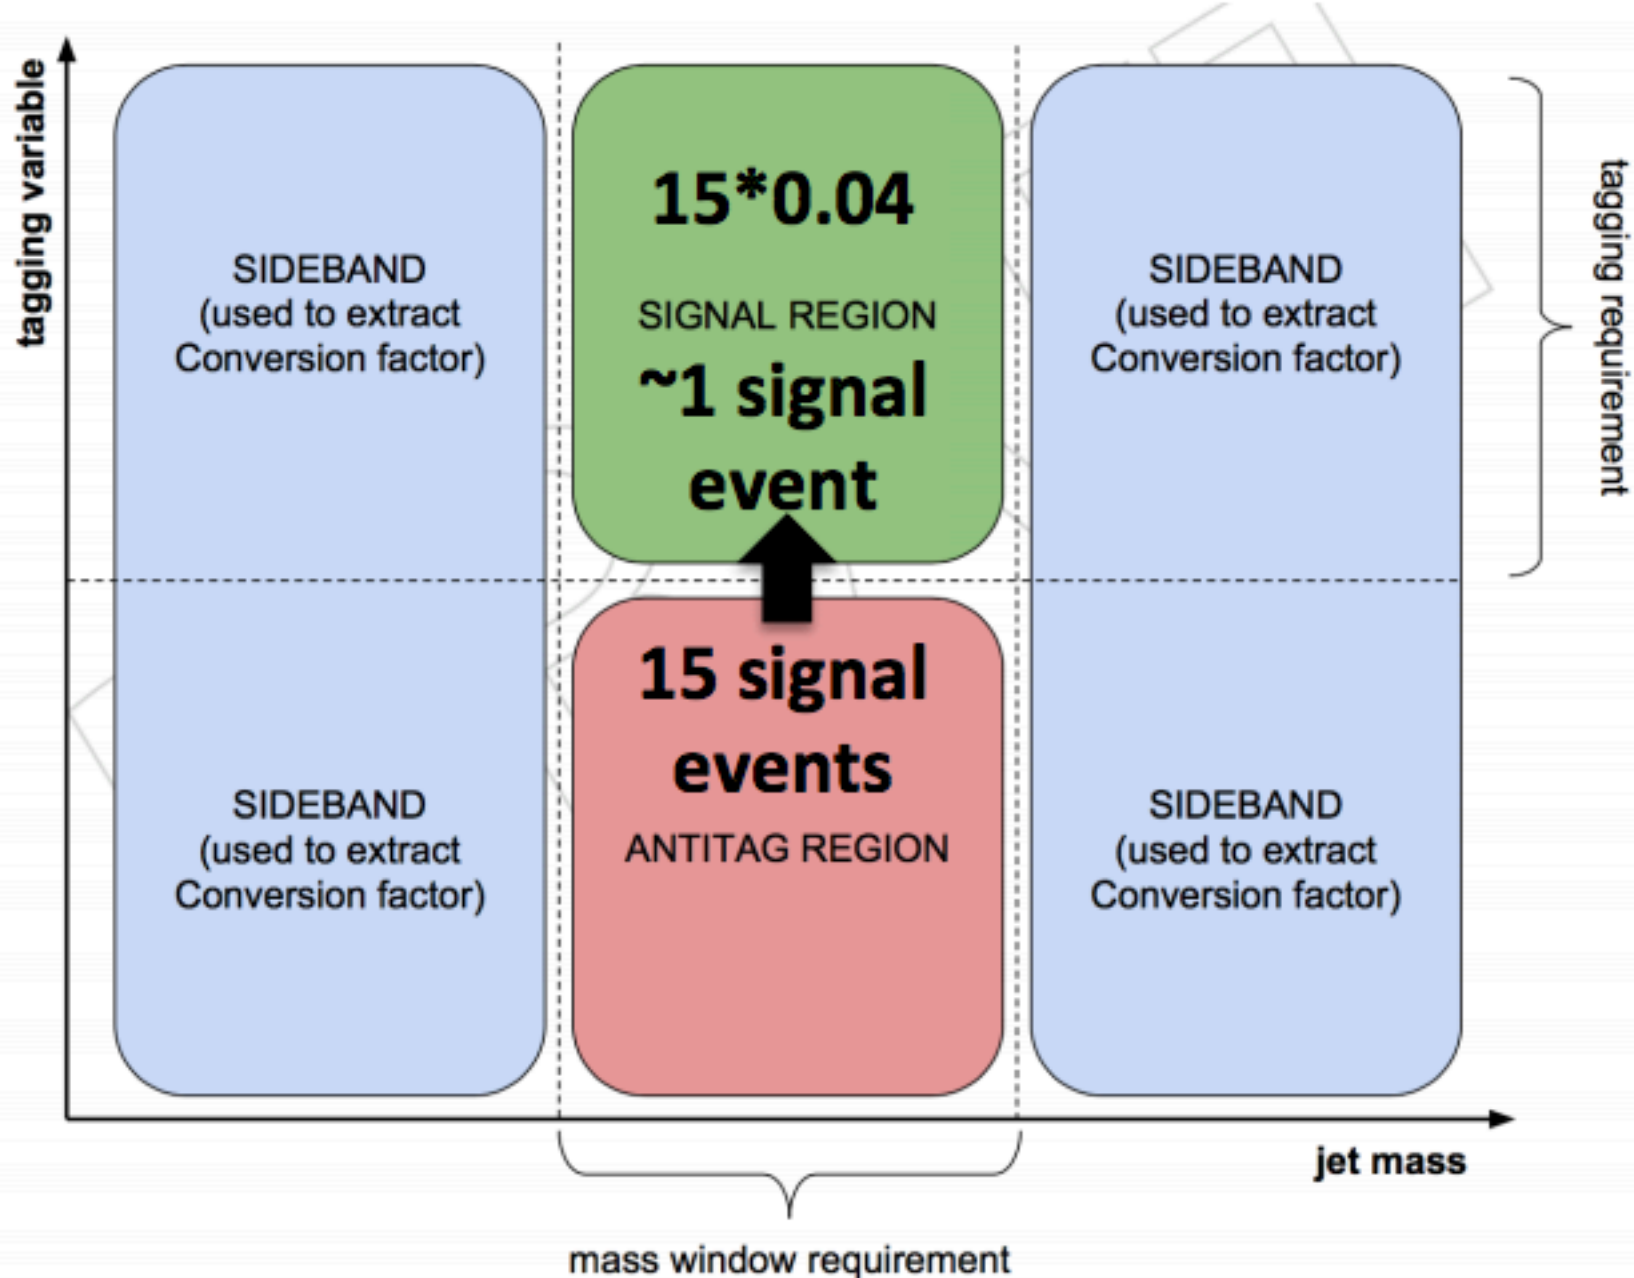 tagging variable
SIDEBAND
(used to extract
Conversion factor)
15*0.04
SIGNAL REGION
~1 signal
event
SIDEBAND
(used to extract
Conversion factor)
tagging requirement
SIDEBAND
(used to extract
Conversion factor)
15 signal
events
ANTITAG REGION
SIDEBAND
(used to extract
Conversion factor)
jet mass
mass window requirement